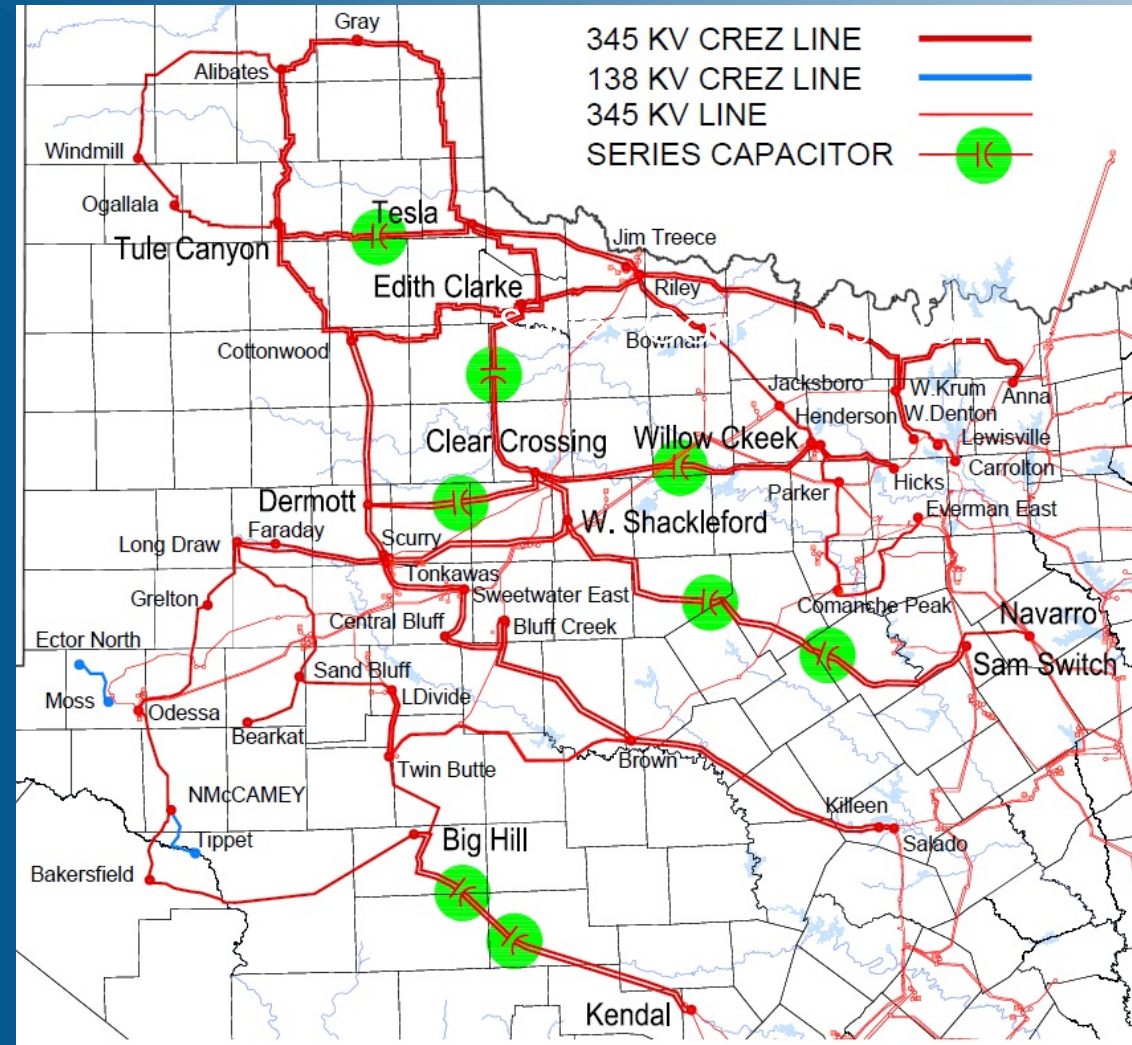 345 KV CREZ LINE
138 KV CREZ LINE
345 KV LINE
SERIES CAPACITOR
Gray
Alibates
Windmill
Ogallala
Tule Canyon
Tesla
Jim Treece
Edith Clarke
Riley
Bowman
Cottonwood
Jacksboro
W.Krum
Anna
Henderson
W.Denton
Clear Crossing
Willow Ckeek
Lewisville
Carrolton
Hicks
Parker
Dermott
Everman East
Faraday
W. Shackleford
Long Draw
Scurry
Tonkawas
Grelton
Sweetwater East
Comanche Peak
Central Bluff
Bluff Creek
Navarro
Ector North
Sand Bluff
Sam Switch
Moss
Odessa
LDivide
Bearkat
Twin Butte
Brown
NMcCAMEY
Killeen
Tippet
Big Hill
Salado
Bakersfield
Kendal